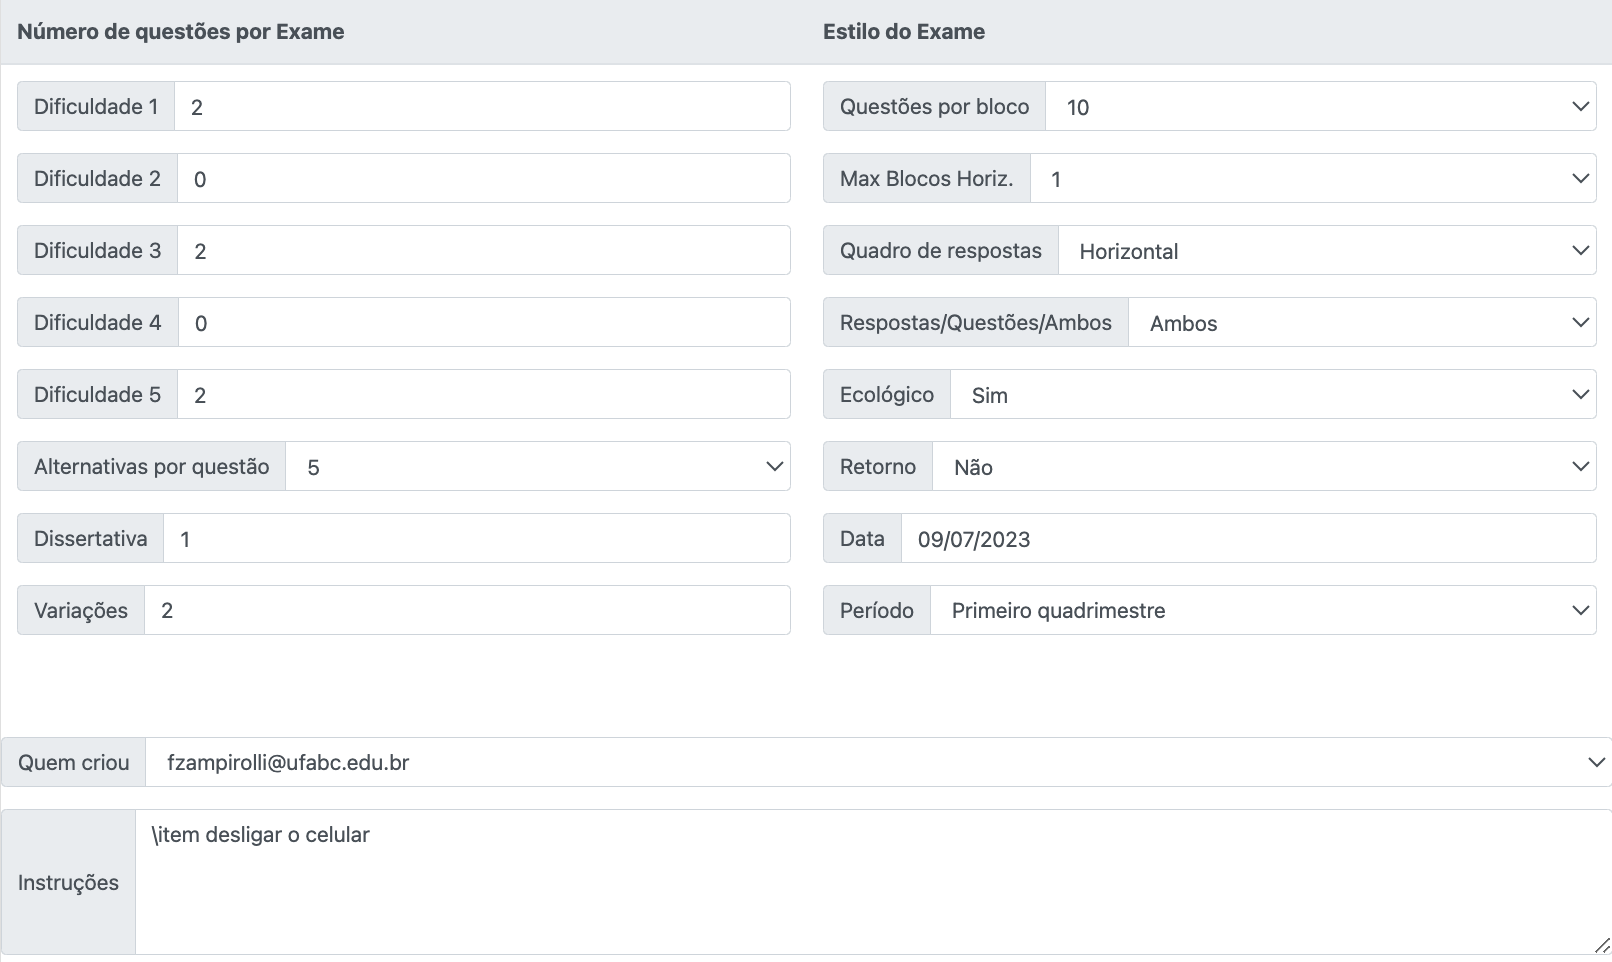 Número de questões por Exame
Dificuldade 1 2
Dificuldade 2 0
Dificuldade 3 2
Dificuldade 4 0
Dificuldade 5 2
Alternativas por questão 5
Dissertativa 1
Variações 2
Estilo do Exame
Questões por bloco 10
Max Blocos Horiz. 1
Quadro de respostas Horizontal
Respostas/Questões/Ambos Ambos
Ecológico Sim
Retorno Não
Data 09/07/2023
Período Primeiro quadrimestre
Quem criou fzampirolli@ufabc.edu.br
Instruções \item desligar o celular